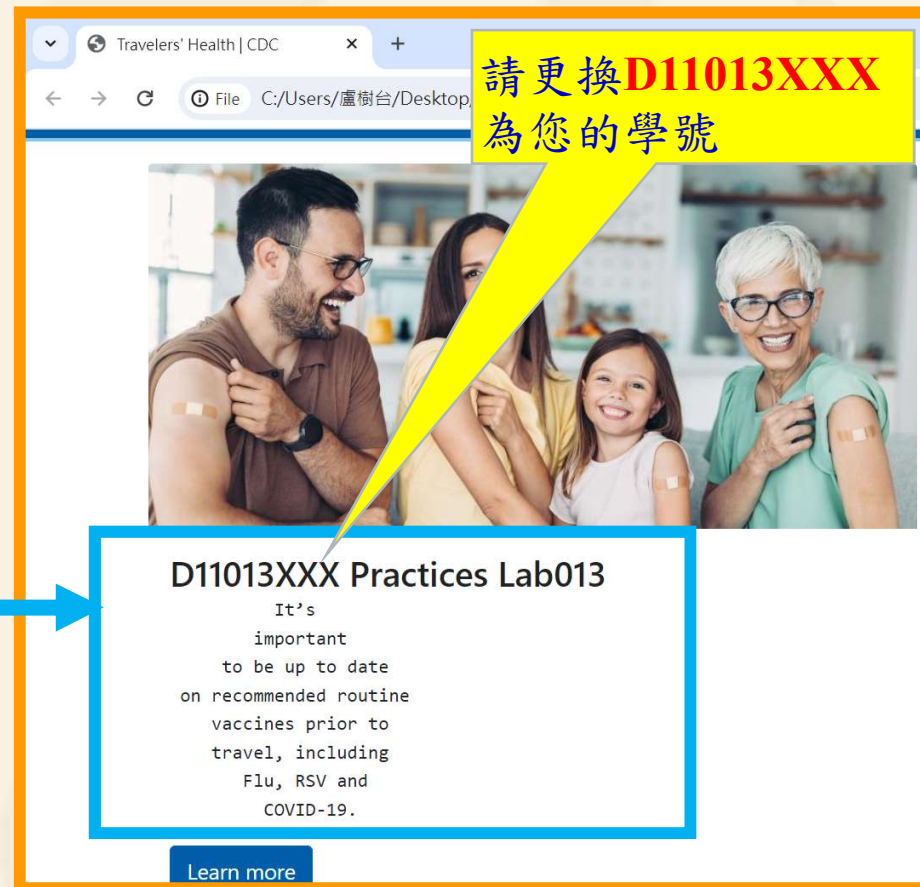 Travelers' Health | CDC
請更換D11013XXX
為您的學號
File C:/Users/盧樹台/Desktop/
D11013XXX Practices Lab013
It’s
important
to be up to date
on recommended routine
vaccines prior to
travel, including
Flu, RSV and
COVID-19.
Learn more